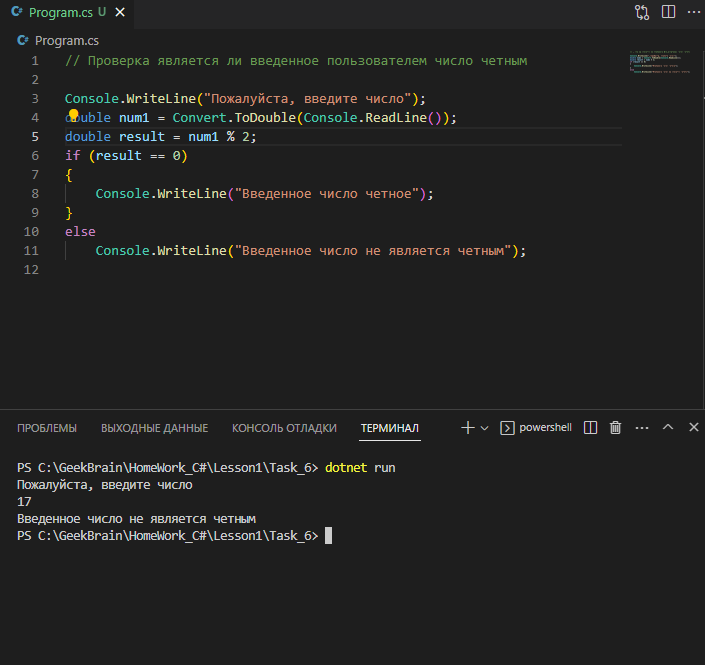 Program.cs U
Program.cs
1 // Проверка является ли введенное пользователем число четным
2
3 Console.WriteLine("Пожалуйста, введите число");
4 double num1 = Convert.ToDouble(Console.ReadLine());
5 double result = num1 % 2;
6 if (result == 0)
7 {
8 Console.WriteLine("Введенное число четное");
9 }
10 else
11 Console.WriteLine("Введенное число не является четным");
12
ПРОБЛЕМЫ ВЫХОДНЫЕ ДАННЫЕ КОНСОЛЬ ОТЛАДКИ ТЕРМИНАЛ powershell
PS C:\GeekBrain\HomeWork_C#\Lesson1\Task_6> dotnet run
Пожалуйста, введите число
17
Введенное число не является четным
PS C:\GeekBrain\HomeWork_C#\Lesson1\Task_6>